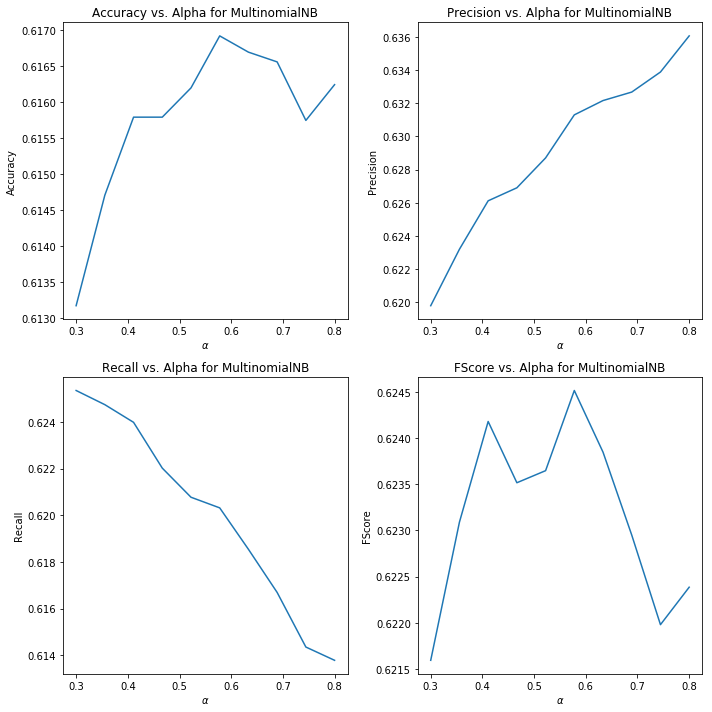 Accuracy vs. Alpha for MultinomialNB
0.6170
0.6165
0.6160
0.6155
0.6150
0.6145
0.6140
0.6135
0.6130
Accuracy
0.3 0.4 0.5 0.6 0.7 0.8
α
Precision vs. Alpha for MultinomialNB
0.636
0.634
0.632
0.630
0.628
0.626
0.624
0.622
0.620
Precision
0.3 0.4 0.5 0.6 0.7 0.8
α
Recall vs. Alpha for MultinomialNB
0.624
0.622
0.620
0.618
0.616
0.614
Recall
0.3 0.4 0.5 0.6 0.7 0.8
α
FScore vs. Alpha for MultinomialNB
0.6245
0.6240
0.6235
0.6230
0.6225
0.6220
0.6215
FScore
0.3 0.4 0.5 0.6 0.7 0.8
α